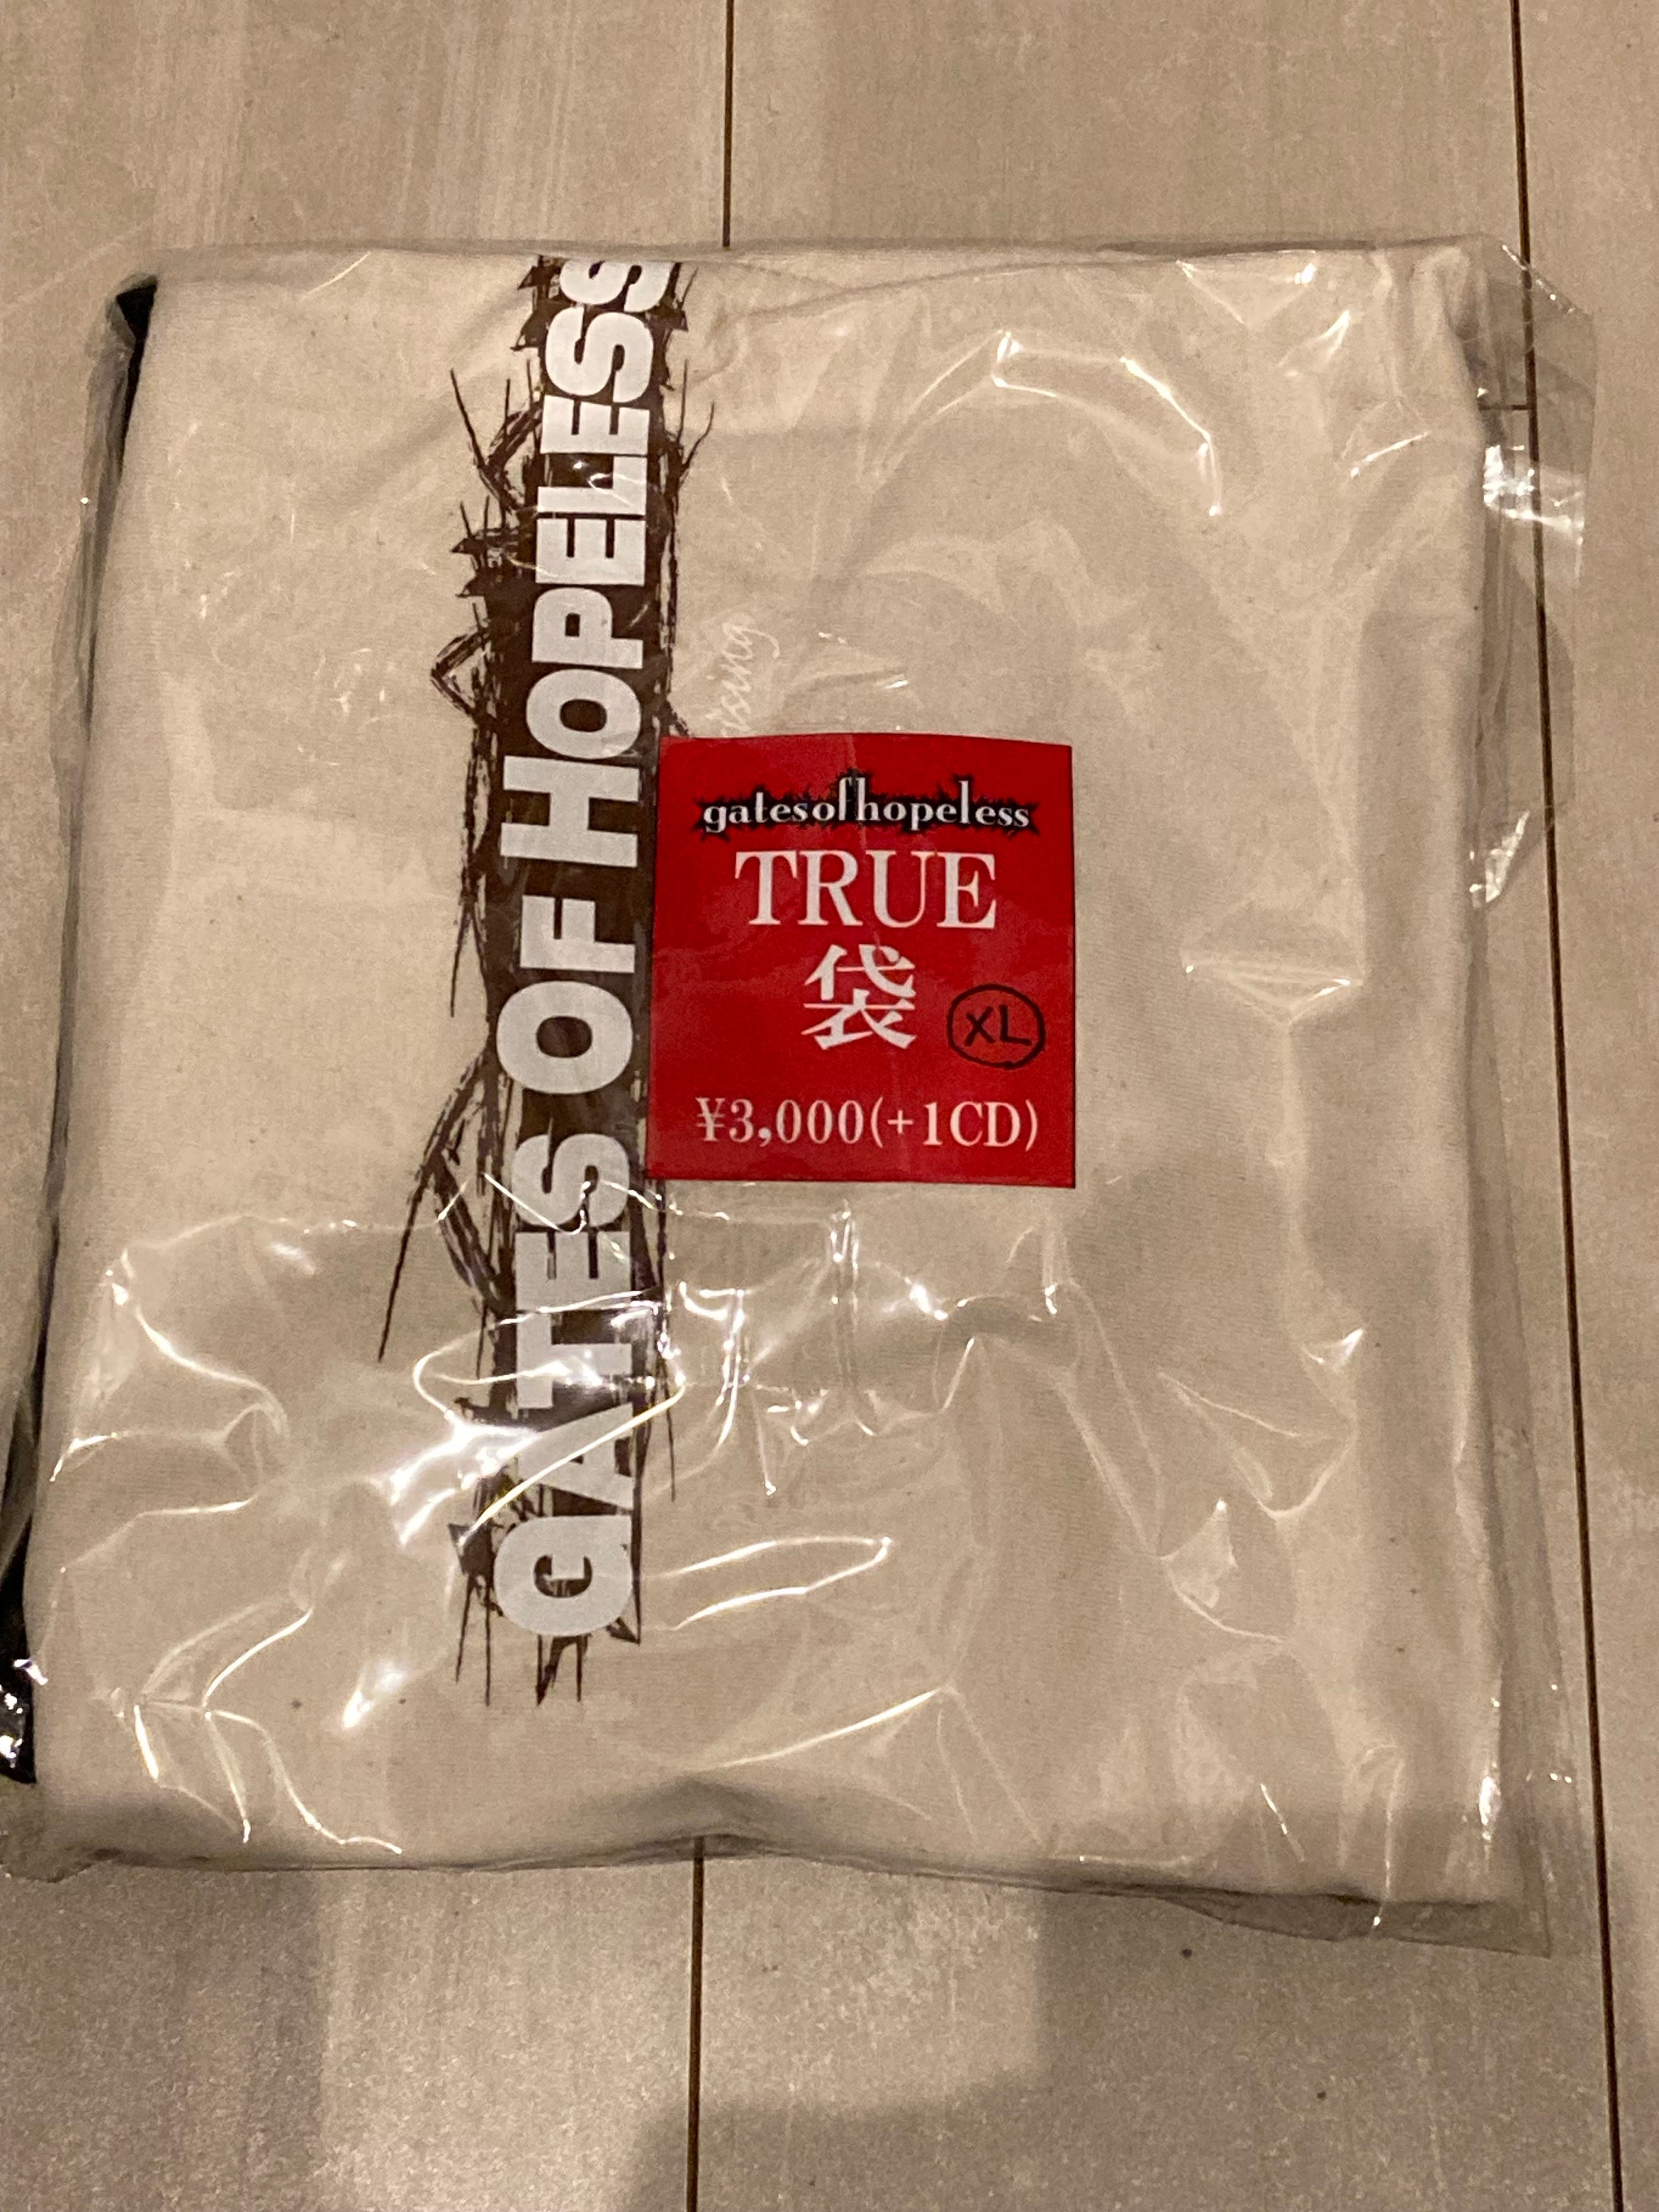 GATES OF HOPELESS
gatesofhopeless
TRUE
袋
XL
¥3,000(+1CD)